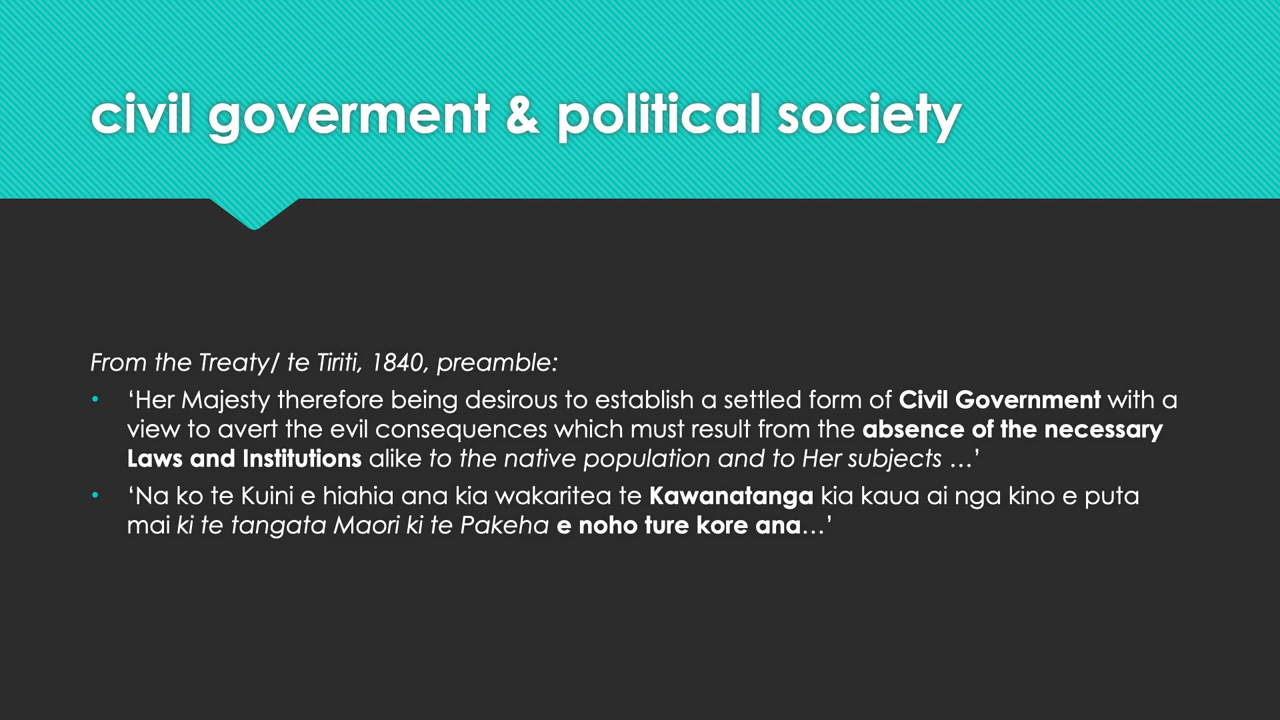 civil goverment & political society
From the Treaty/ te Tiriti, 1840, preamble:
• ‘Her Majesty therefore being desirous to establish a settled form of Civil Government with a
view to avert the evil consequences which must result from the absence of the necessary
Laws and Institutions alike to the native population and to Her subjects …’
• ‘Na ko te Kuini e hiahia ana kia wakaritea te Kawanatanga kia kaua ai nga kino e puta
mai ki te tangata Maori ki te Pakeha e noho ture kore ana…’